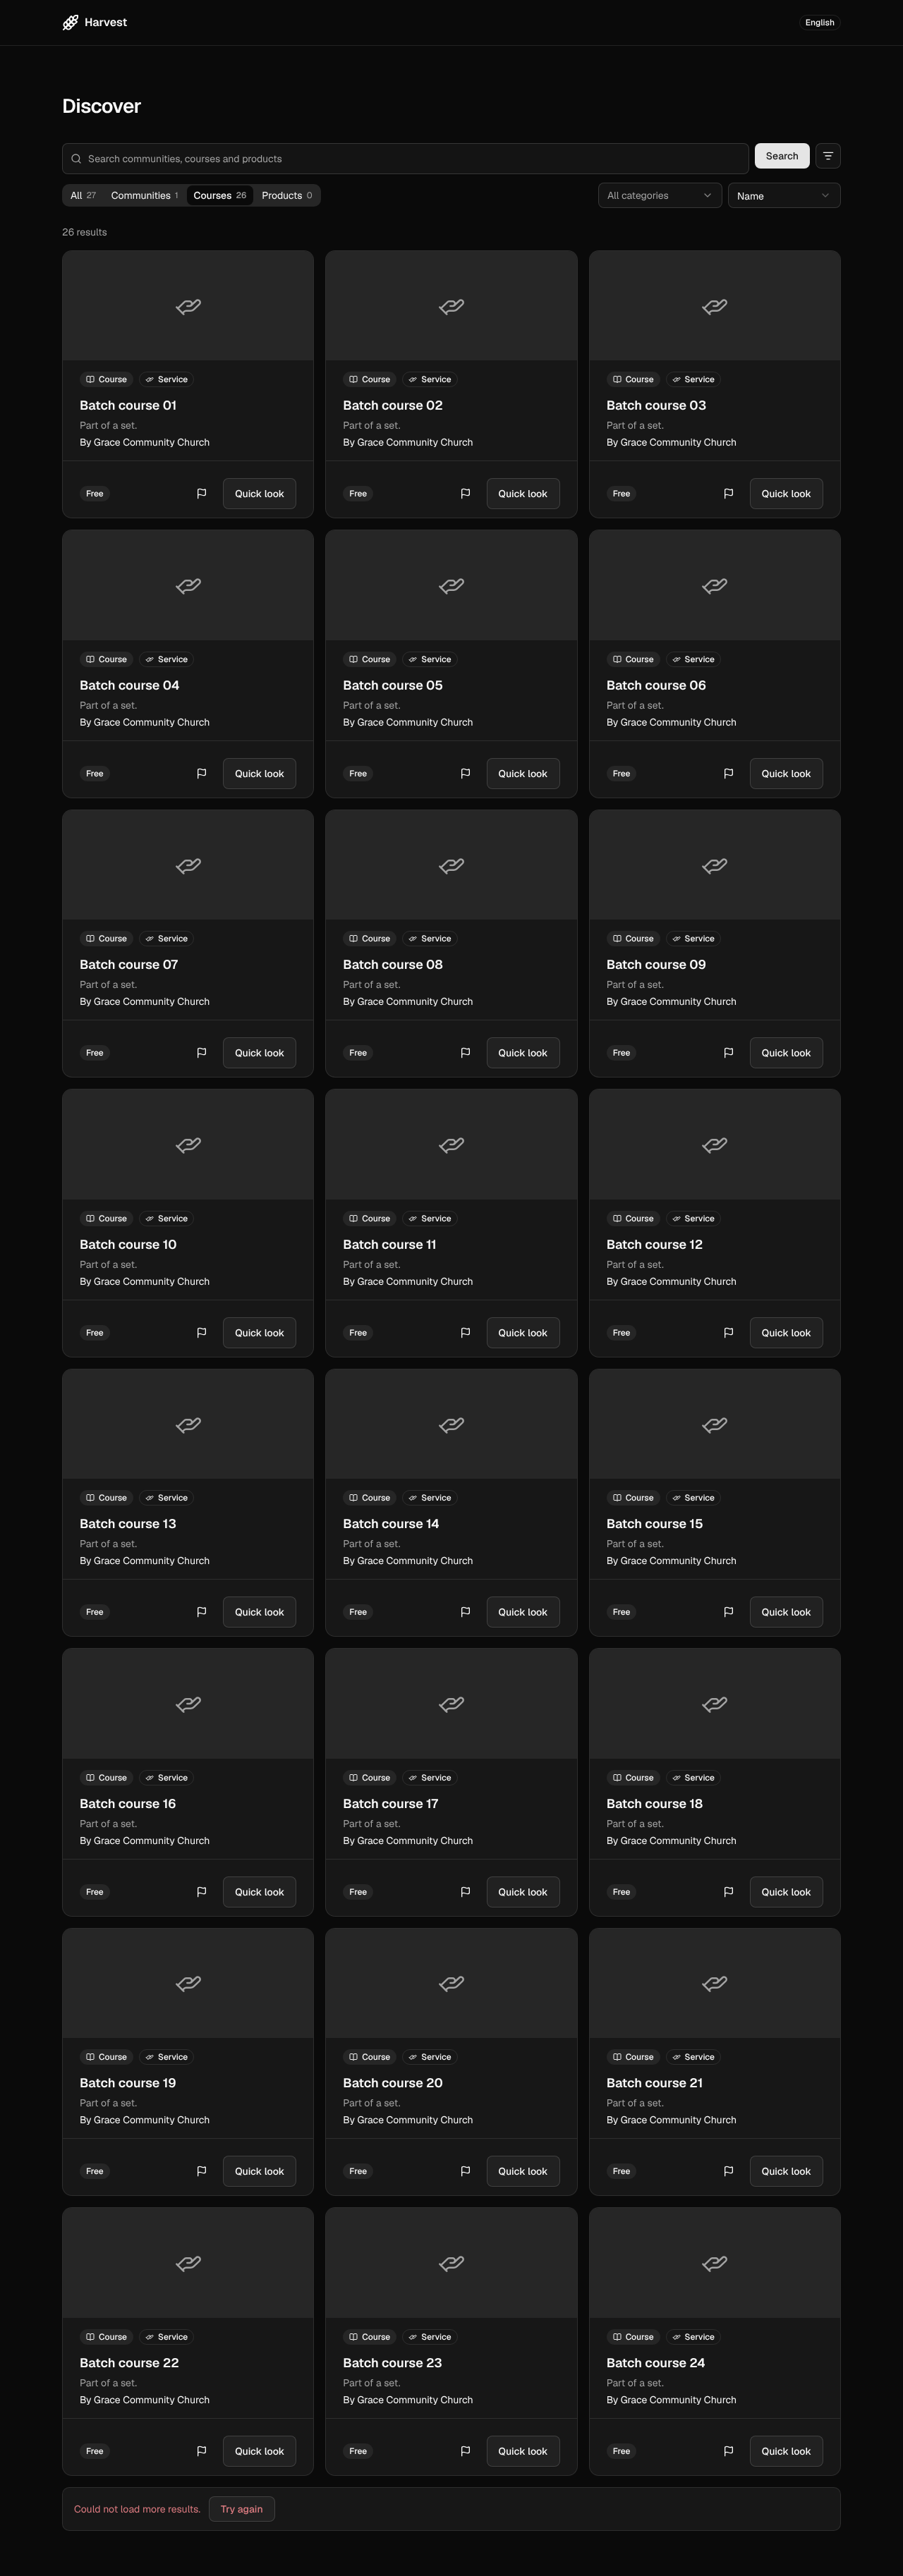 Harvest English
Discover
Search communities, courses and products Search
All 27 Communities 1 Courses 26 Products 0 All categories Name
26 results
Course Service Course Service Course Service
Batch course 01 Batch course 02 Batch course 03
Part of a set. Part of a set. Part of a set.
By Grace Community Church By Grace Community Church By Grace Community Church
Free Quick look Free Quick look Free Quick look
Course Service Course Service Course Service
Batch course 04 Batch course 05 Batch course 06
Part of a set. Part of a set. Part of a set.
By Grace Community Church By Grace Community Church By Grace Community Church
Free Quick look Free Quick look Free Quick look
Course Service Course Service Course Service
Batch course 07 Batch course 08 Batch course 09
Part of a set. Part of a set. Part of a set.
By Grace Community Church By Grace Community Church By Grace Community Church
Free Quick look Free Quick look Free Quick look
Course Service Course Service Course Service
Batch course 10 Batch course 11 Batch course 12
Part of a set. Part of a set. Part of a set.
By Grace Community Church By Grace Community Church By Grace Community Church
Free Quick look Free Quick look Free Quick look
Course Service Course Service Course Service
Batch course 13 Batch course 14 Batch course 15
Part of a set. Part of a set. Part of a set.
By Grace Community Church By Grace Community Church By Grace Community Church
Free Quick look Free Quick look Free Quick look
Course Service Course Service Course Service
Batch course 16 Batch course 17 Batch course 18
Part of a set. Part of a set. Part of a set.
By Grace Community Church By Grace Community Church By Grace Community Church
Free Quick look Free Quick look Free Quick look
Course Service Course Service Course Service
Batch course 19 Batch course 20 Batch course 21
Part of a set. Part of a set. Part of a set.
By Grace Community Church By Grace Community Church By Grace Community Church
Free Quick look Free Quick look Free Quick look
Course Service Course Service Course Service
Batch course 22 Batch course 23 Batch course 24
Part of a set. Part of a set. Part of a set.
By Grace Community Church By Grace Community Church By Grace Community Church
Free Quick look Free Quick look Free Quick look
Could not load more results. Try again